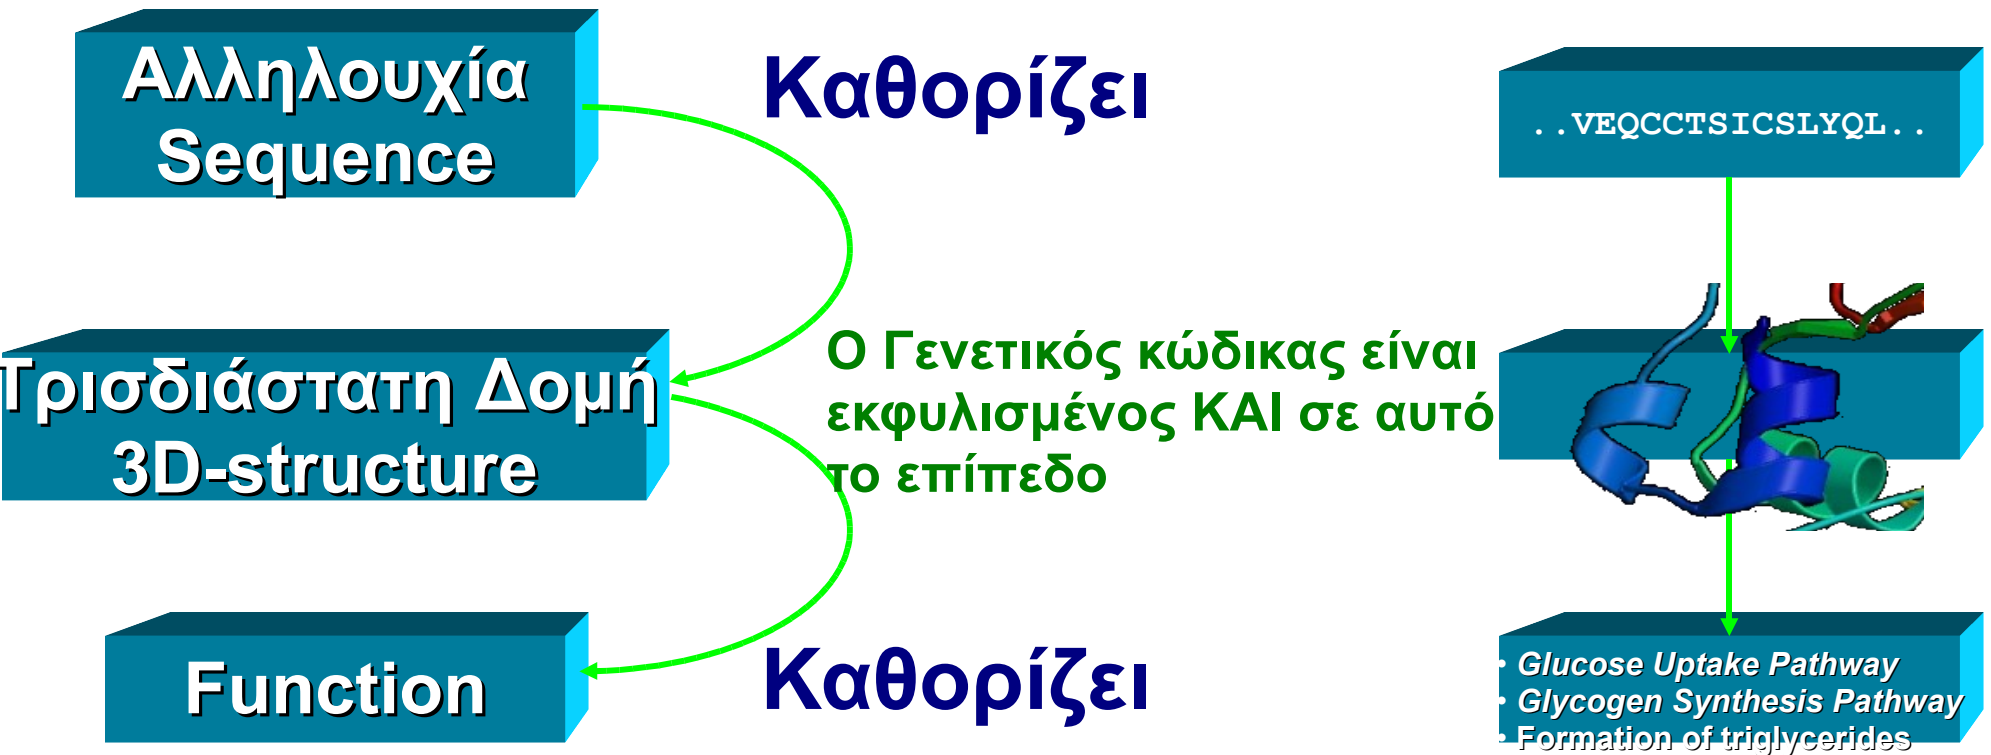 Αλληλουχία
Sequence
Καθορίζει
..VEQCCTSICSLYQL..
Τρισδιάστατη Δομή
3D-structure
Ο Γενετικός κώδικας είναι
εκφυλισμένος ΚΑΙ σε αυτό
το επίπεδο
Function
Καθορίζει
• Glucose Uptake Pathway
• Glycogen Synthesis Pathway
• Formation of triglycerides